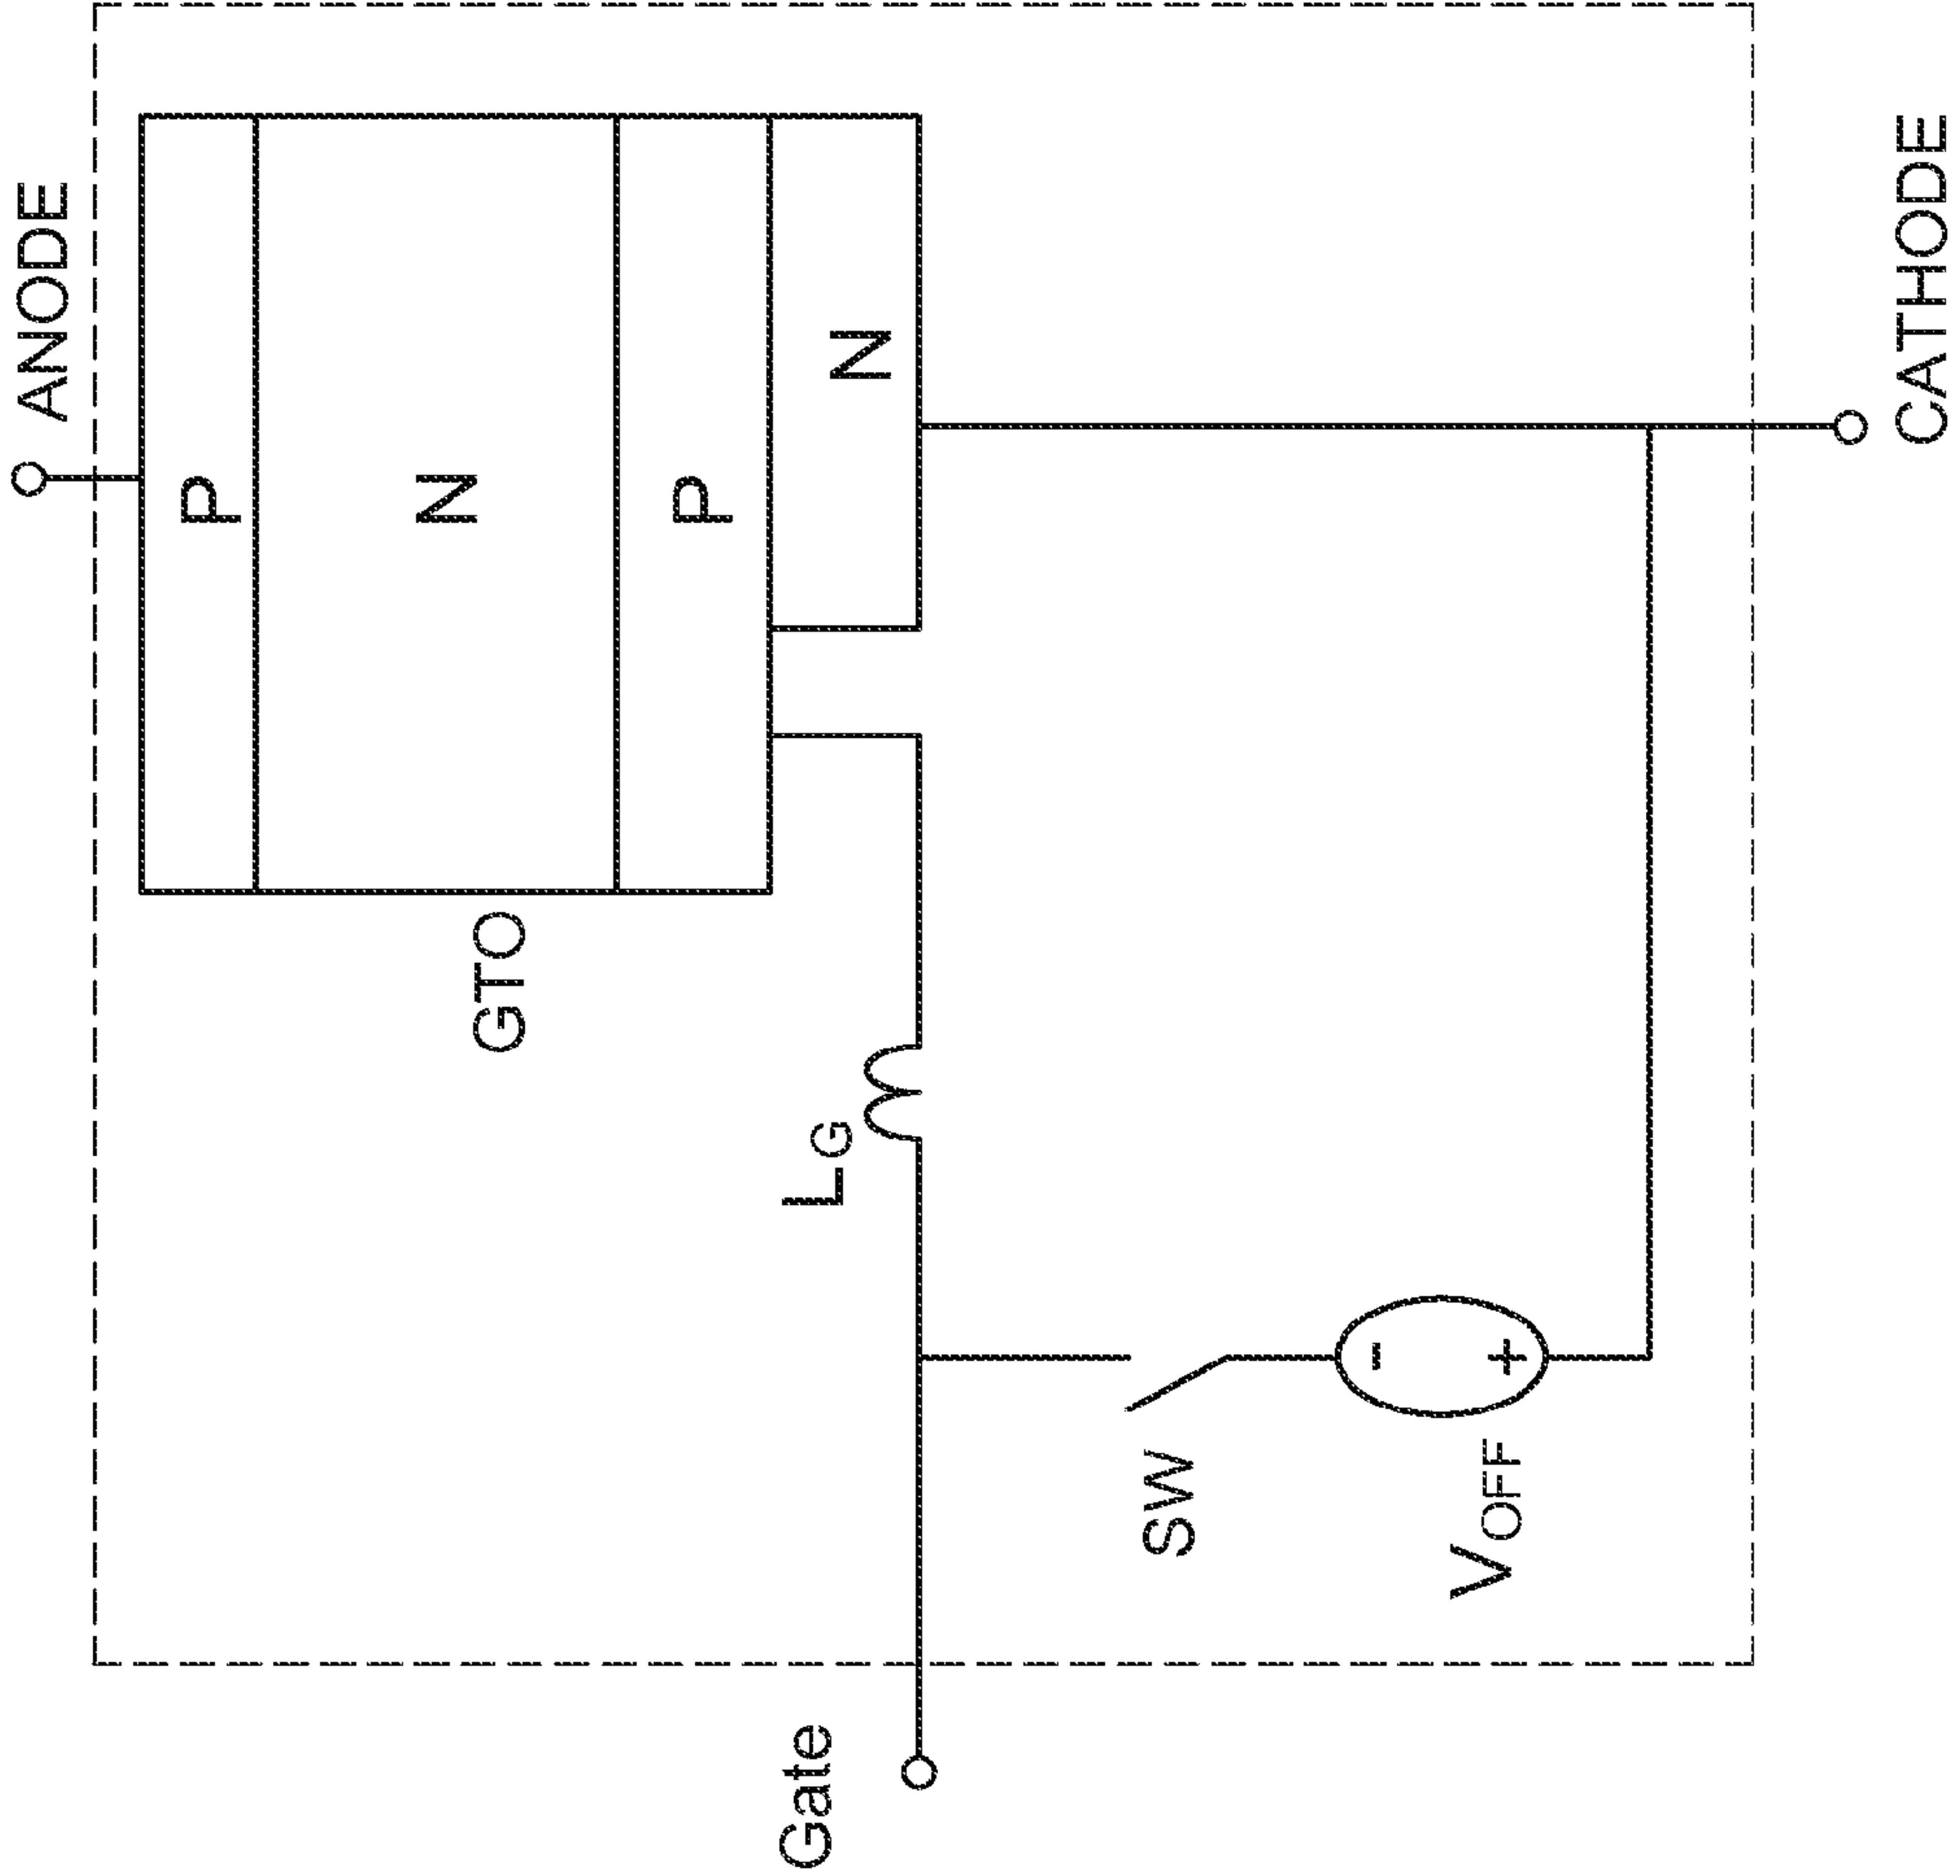 ANODE
P
N
P
N
GTO
LG
SW
-
+
VOFF
Gate
CATHODE